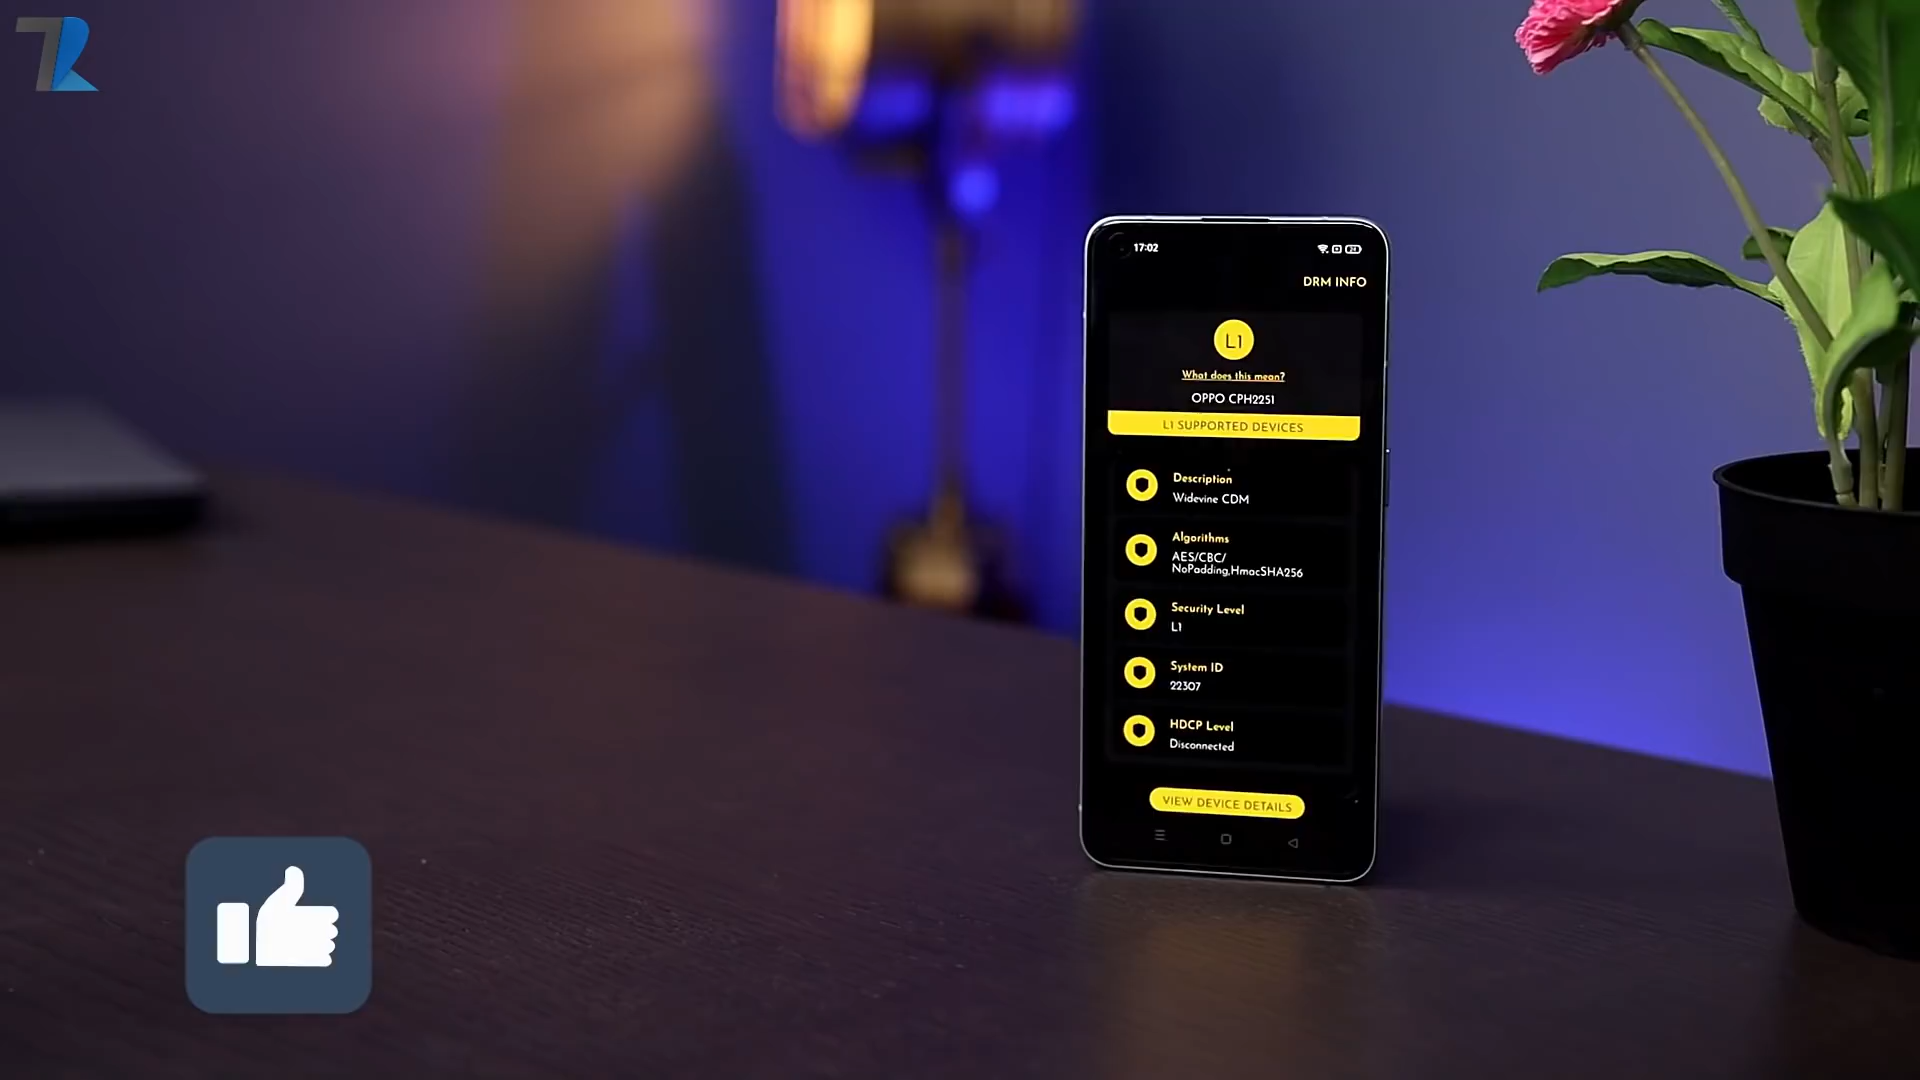 17:02
DRM INFO
L1
What does this mean?
OPPO CPH2251
L1 SUPPORTED DEVICES
Description
Widevine CDM
Algorithms
AES/CBC/
NoPadding,HmacSHA256
Security Level
L1
System ID
22307
HDCP Level
Disconnected
VIEW DEVICE DETAILS